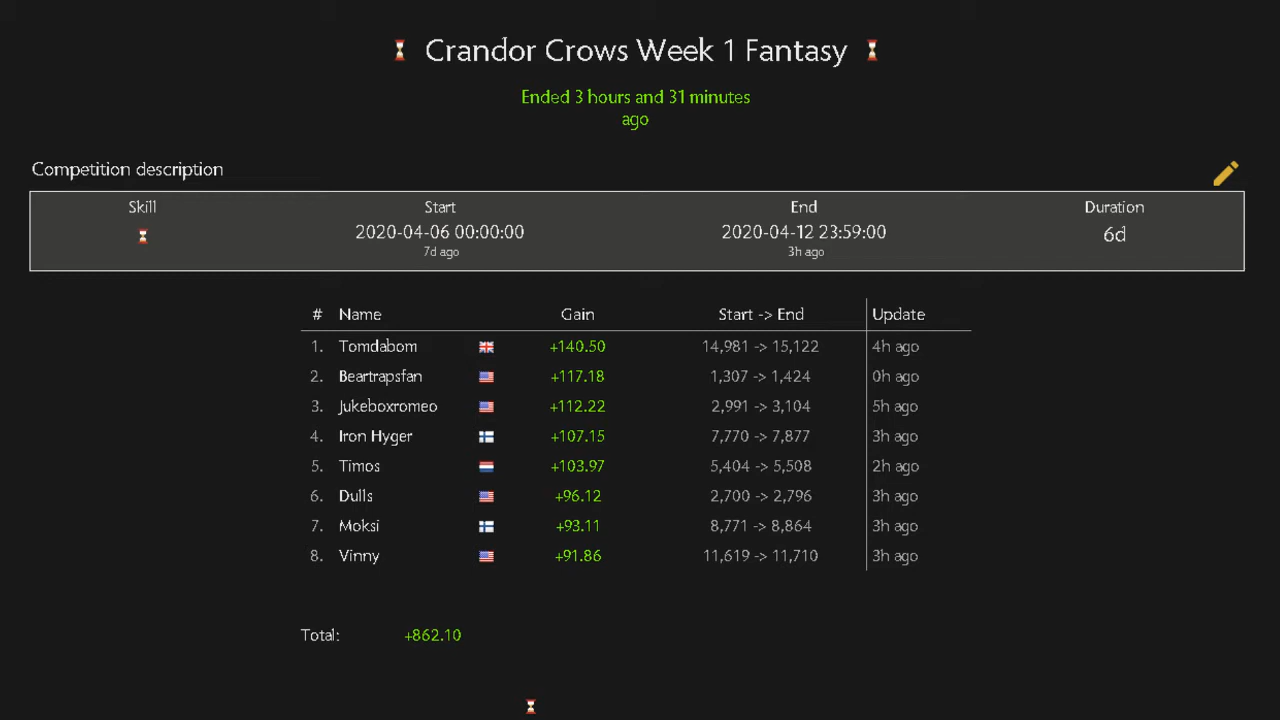 Crandor Crows Week 1 Fantasy
Ended 3 hours and 31 minutes
ago
Competition description
Skill Start End Duration
2020-04-06 00:00:00 2020-04-12 23:59:00 6d
7d ago 3h ago
# Name Gain Start -> End Update
1. Tomdabom +140.50 14,981 -> 15,122 4h ago
2. Beartrapsfan +117.18 1,307 -> 1,424 0h ago
3. Jukeboxromeo +112.22 2,991 -> 3,104 5h ago
4. Iron Hyger +107.15 7,770 -> 7,877 3h ago
5. Timos +103.97 5,404 -> 5,508 2h ago
6. Dulls +96.12 2,700 -> 2,796 3h ago
7. Moksi +93.11 8,771 -> 8,864 3h ago
8. Vinny +91.86 11,619 -> 11,710 3h ago
Total: +862.10